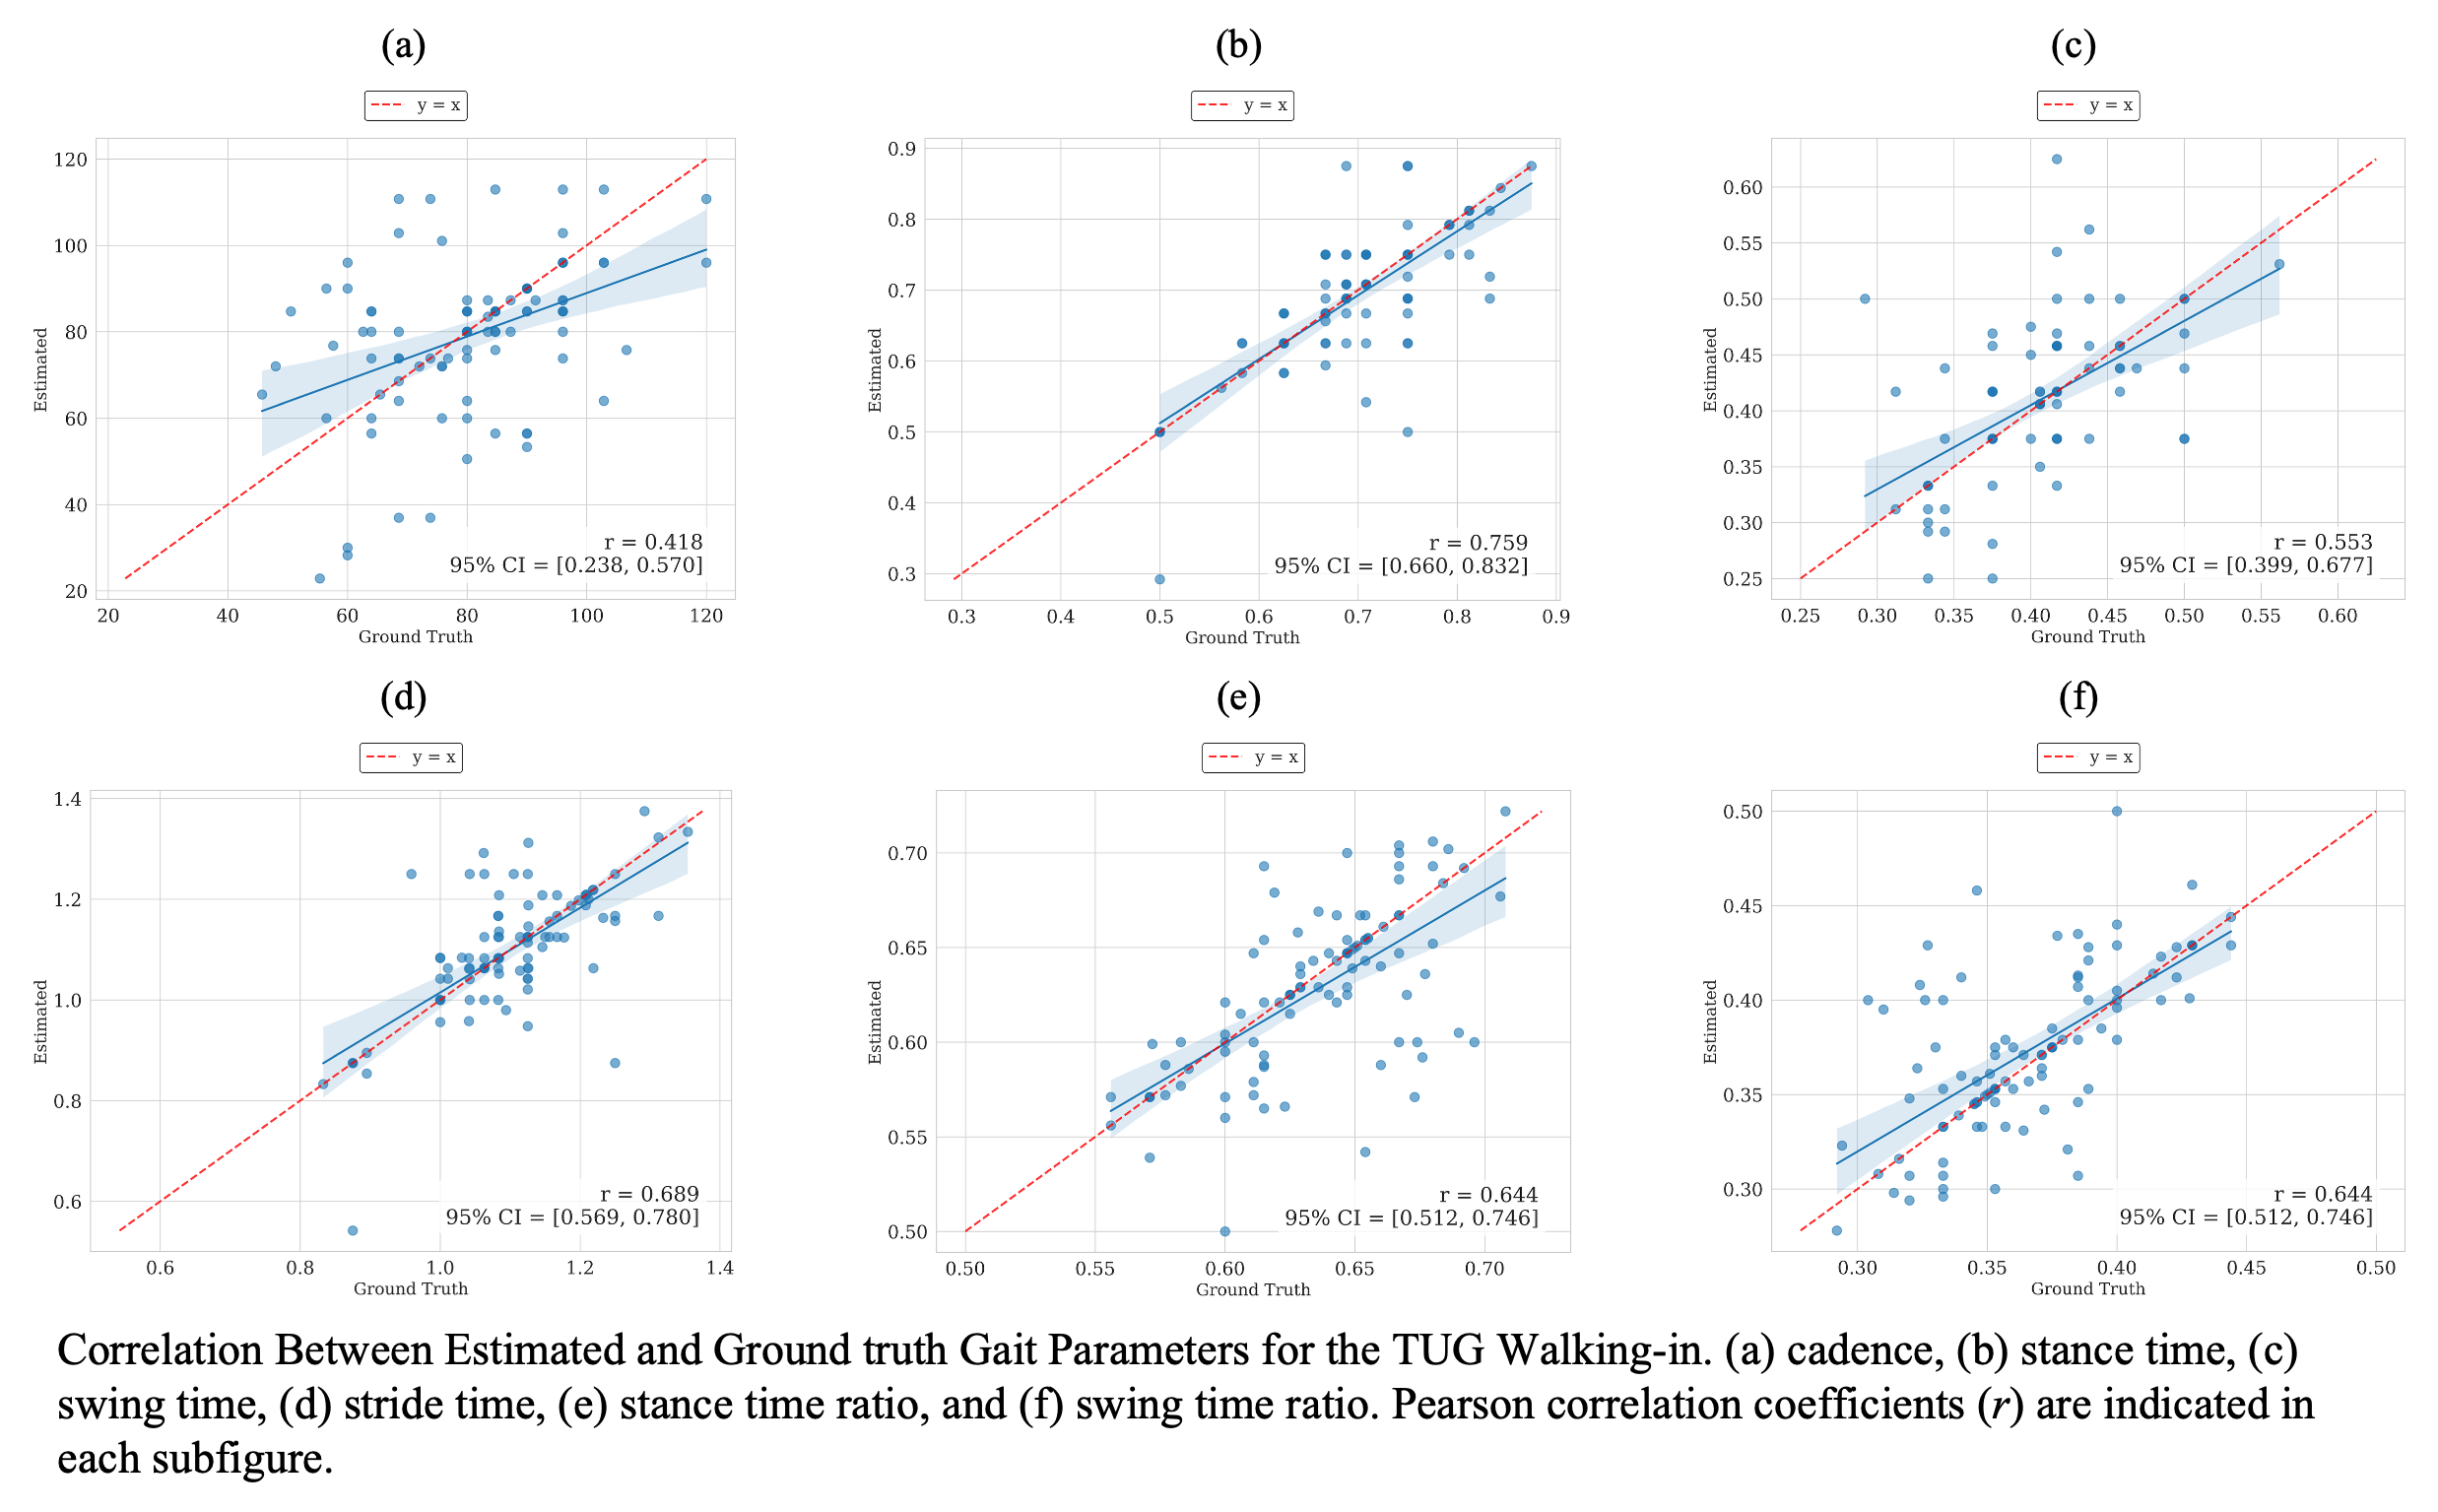 (a)
y = x
120
100
80
60
40
20
Estimated
r = 0.418
95% CI = [0.238, 0.570]
20 40 60 80 100 120
Ground Truth
(b)
y = x
0.9
0.8
0.7
0.6
0.5
0.4
0.3
Estimated
r = 0.759
95% CI = [0.660, 0.832]
0.3 0.4 0.5 0.6 0.7 0.8 0.9
Ground Truth
(c)
y = x
0.60
0.55
0.50
0.45
0.40
0.35
0.30
0.25
Estimated
r = 0.553
95% CI = [0.399, 0.677]
0.25 0.30 0.35 0.40 0.45 0.50 0.55 0.60
Ground Truth
(d)
y = x
1.4
1.2
1.0
0.8
0.6
Estimated
r = 0.689
95% CI = [0.569, 0.780]
0.6 0.8 1.0 1.2 1.4
Ground Truth
(e)
y = x
0.70
0.65
0.60
0.55
0.50
Estimated
r = 0.644
95% CI = [0.512, 0.746]
0.50 0.55 0.60 0.65 0.70
Ground Truth
(f)
y = x
0.50
0.45
0.40
0.35
0.30
Estimated
r = 0.644
95% CI = [0.512, 0.746]
0.30 0.35 0.40 0.45 0.50
Ground Truth
Correlation Between Estimated and Ground truth Gait Parameters for the TUG Walking-in. (a) cadence, (b) stance time, (c)
swing time, (d) stride time, (e) stance time ratio, and (f) swing time ratio. Pearson correlation coefficients (r) are indicated in
each subfigure.